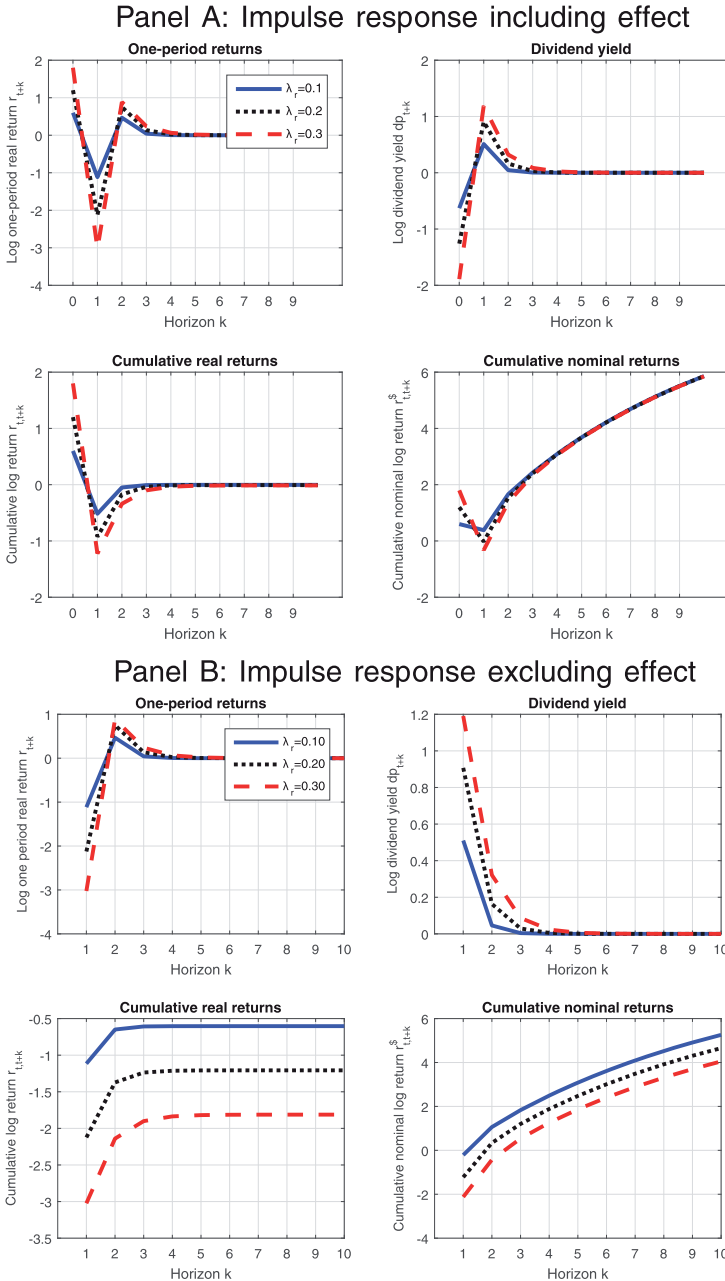 Panel A: Impulse response including effect
One-period returns
Log one-period real return r_{t+k}
2
1
0
-1
-2
-3
-4
λ_r=0.1
λ_r=0.2
λ_r=0.3
0 1 2 3 4 5 6 7 8 9
Horizon k
Dividend yield
Log dividend yield dp_{t+k}
2
1
0
-1
-2
0 1 2 3 4 5 6 7 8 9
Horizon k
Cumulative real returns
Cumulative log return r_{t,t+k}
2
1
0
-1
-2
0 1 2 3 4 5 6 7 8 9
Horizon k
Cumulative nominal returns
Cumulative nominal log return r^$_{t,t+k}
6
4
2
0
-2
0 1 2 3 4 5 6 7 8 9
Horizon k
Panel B: Impulse response excluding effect
One-period returns
Log one period real return r_{t+k}
1
0
-1
-2
-3
-4
λ_r=0.10
λ_r=0.20
λ_r=0.30
1 2 3 4 5 6 7 8 9 10
Horizon k
Dividend yield
Log dividend yield dp_{t+k}
1.2
1
0.8
0.6
0.4
0.2
0
1 2 3 4 5 6 7 8 9 10
Horizon k
Cumulative real returns
Cumulative log return r_{t,t+k}
-0.5
-1
-1.5
-2
-2.5
-3
-3.5
1 2 3 4 5 6 7 8 9 10
Horizon k
Cumulative nominal returns
Cumulative nominal log return r^$_{t,t+k}
6
4
2
0
-2
-4
1 2 3 4 5 6 7 8 9 10
Horizon k